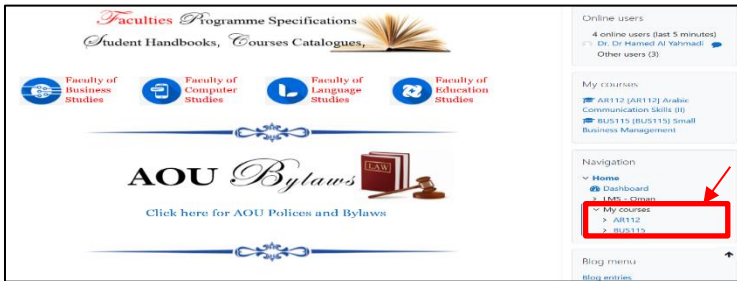 Faculties Programme Specifications
Student Handbooks, Courses Catalogues,
Faculty of
Business
Studies
Faculty of
Computer
Studies
Faculty of
Language
Studies
Faculty of
Education
Studies
AOU Bylaws
LAW
Click here for AOU Polices and Bylaws
Online users
4 online users (last 5 minutes)
Dr. Dr Hamed Al Yahmadi
Other users (3)
My courses
AR112 [AR112] Arabic
Communication Skills (II)
BUS115 [BUS115] Small
Business Management
Navigation
Home
Dashboard
LMS - Oman
My courses
AR112
BUS115
Blog menu
Blog entries